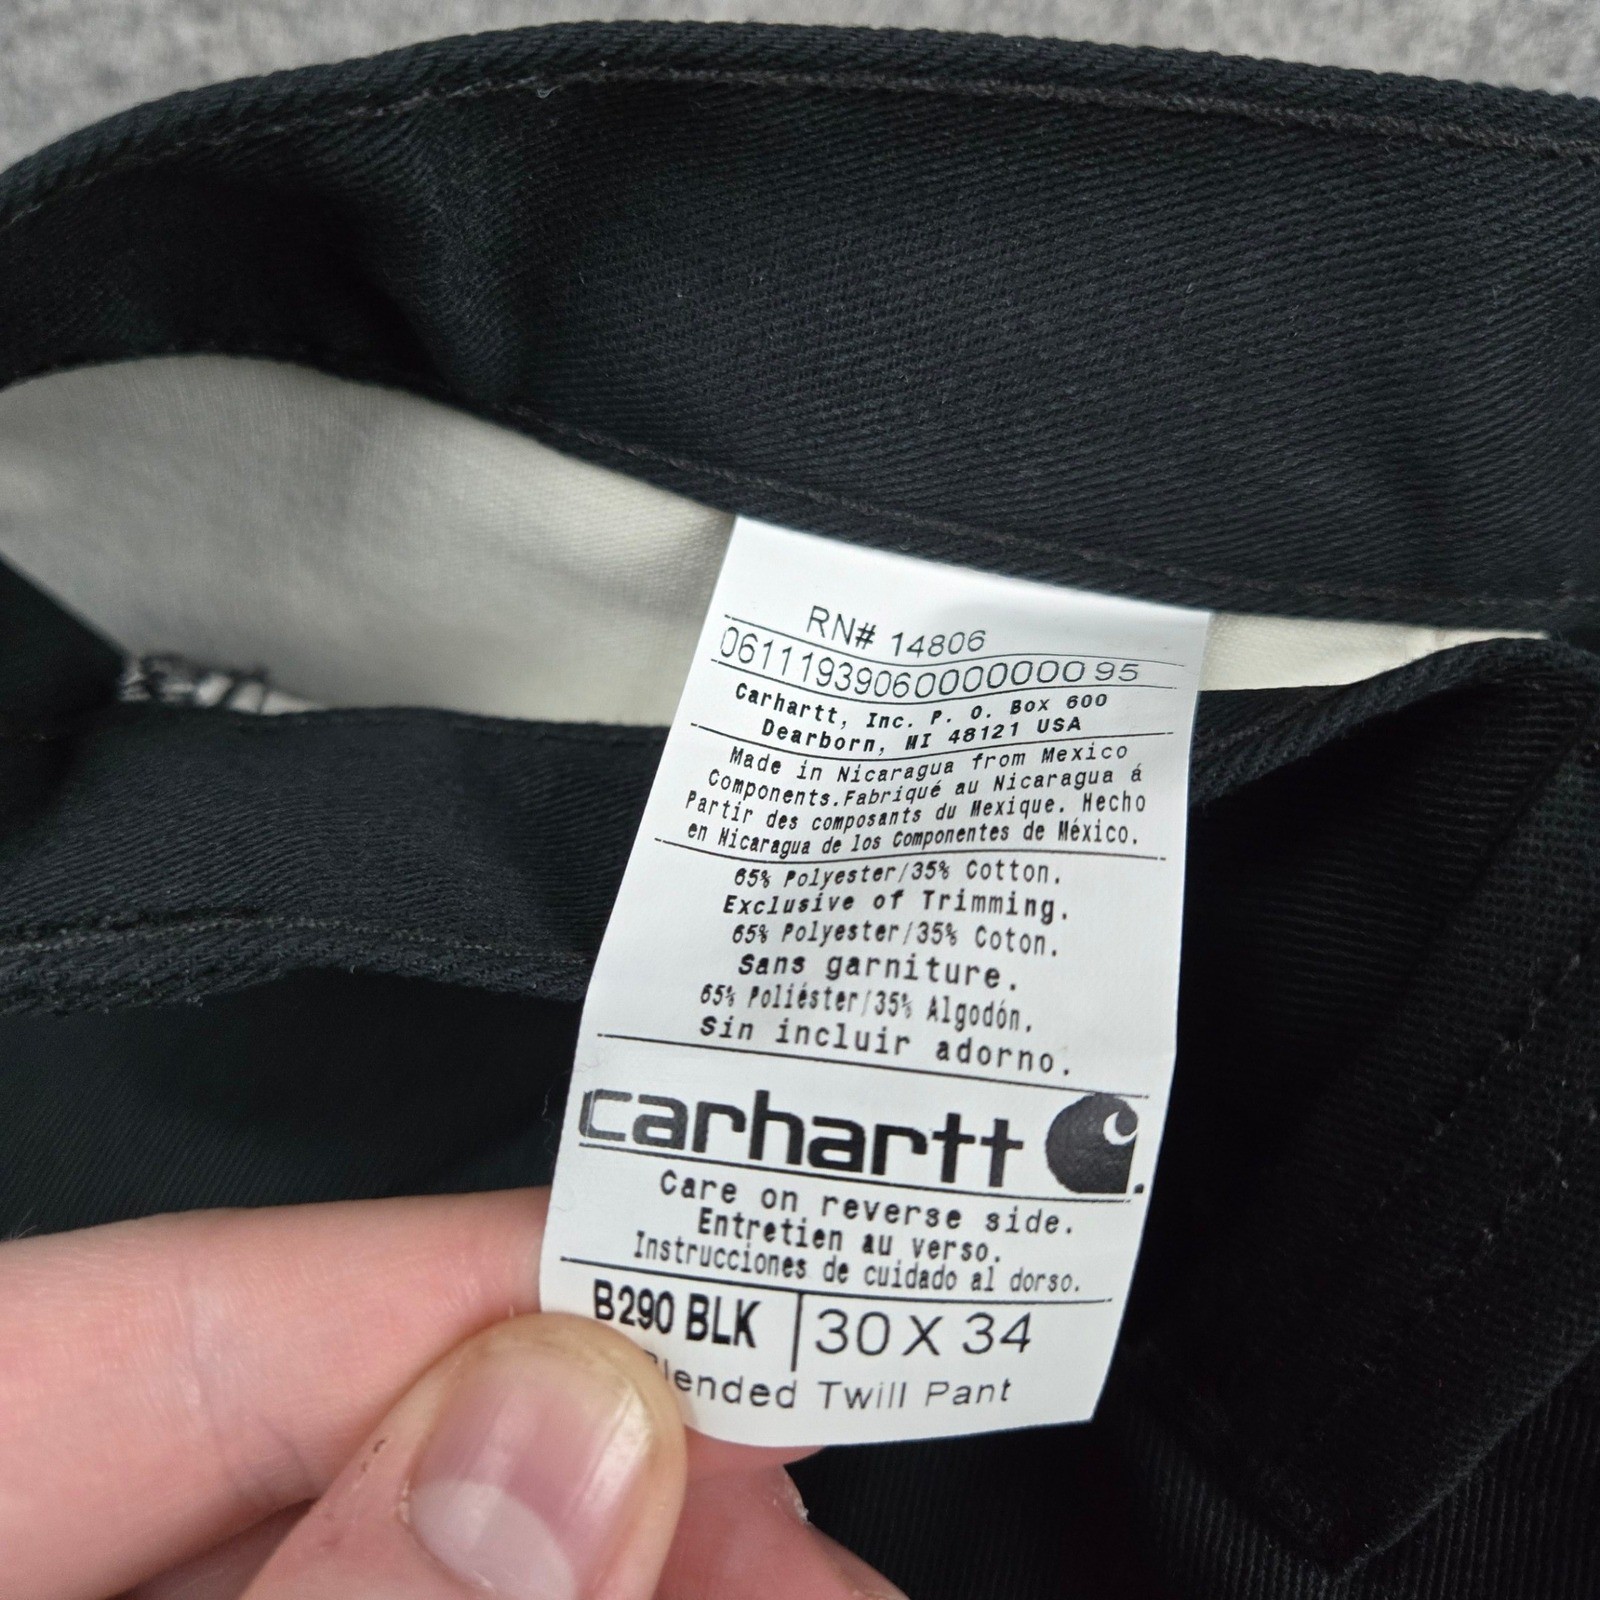 RN# 14806
0611193906000000000 95
Carhartt, Inc. P. O. Box 600
Dearborn, MI 48121 USA
Made in Nicaragua from Mexico
Components.Fabriqué au Nicaragua á
Partir des composants du Mexique. Hecho
en Nicaragua de los Componentes de México.
65% Polyester/35% Cotton.
Exclusive of Trimming.
65% Polyester/35% Coton.
Sans garniture.
65% Poliéster/35% Algodón.
Sin incluir adorno.
carhartt
Care on reverse side.
Entretien au verso.
Instrucciones de cuidado al dorso.
B290 BLK 30 X 34
Blended Twill Pant